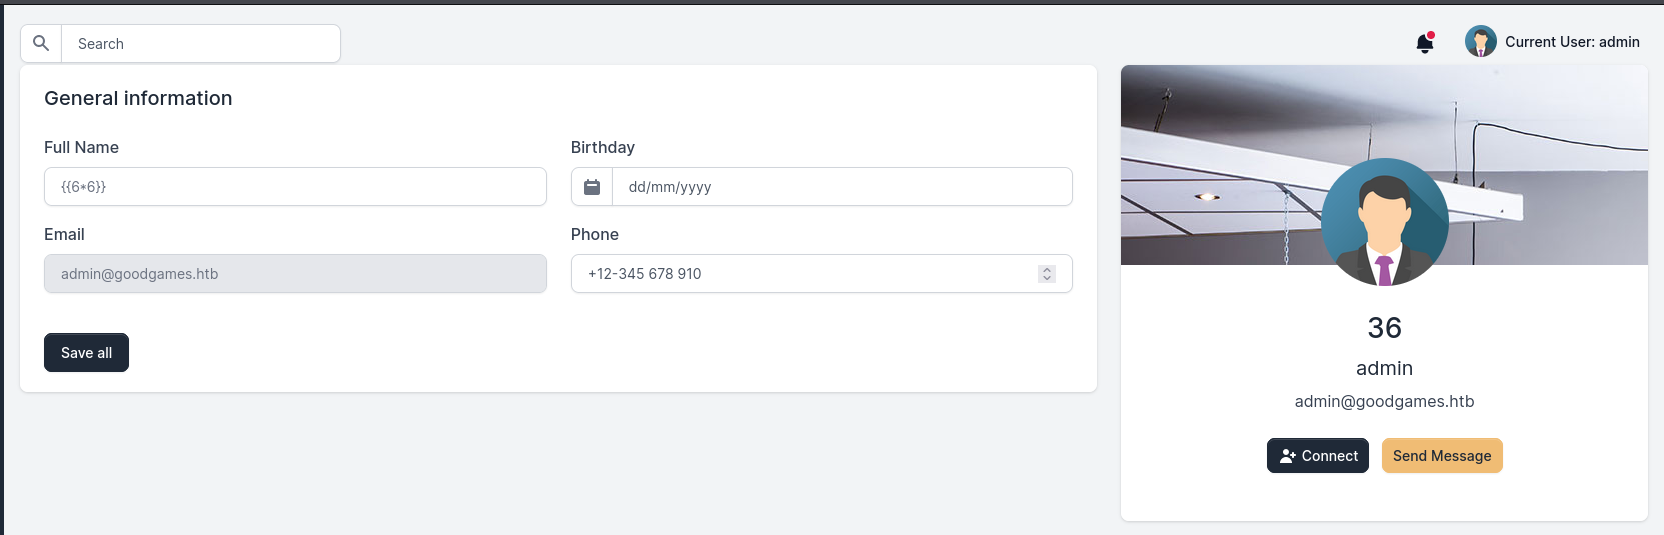 Search
Current User: admin
General information
Full Name
Birthday
{{6*6}}
dd/mm/yyyy
Email
Phone
admin@goodgames.htb
+12-345 678 910
Save all
36
admin
admin@goodgames.htb
Connect
Send Message